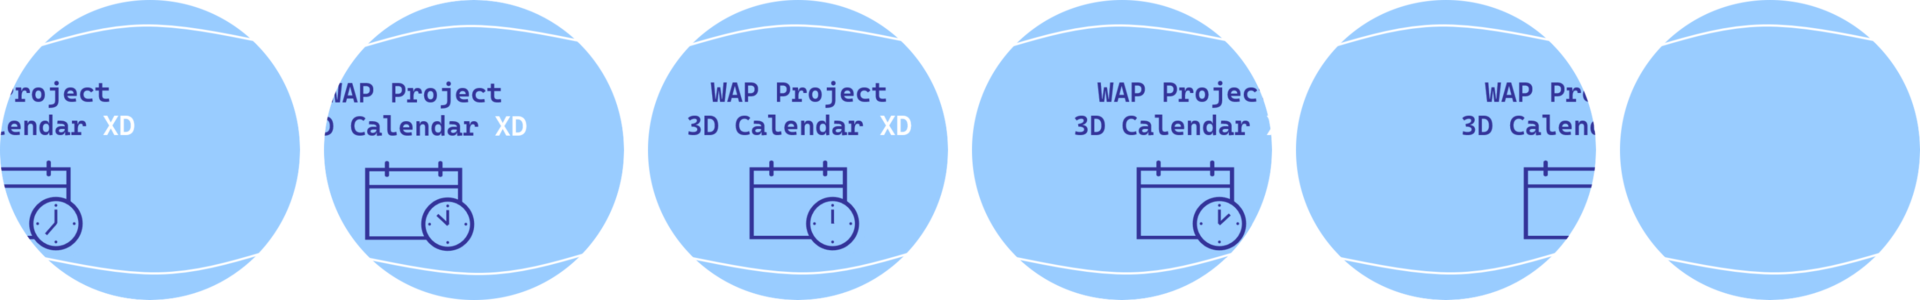 roject
endar XD
WAP Project
D Calendar XD
WAP Project
3D Calendar XD
WAP Projec
3D Calendar
WAP Pr
3D Calen